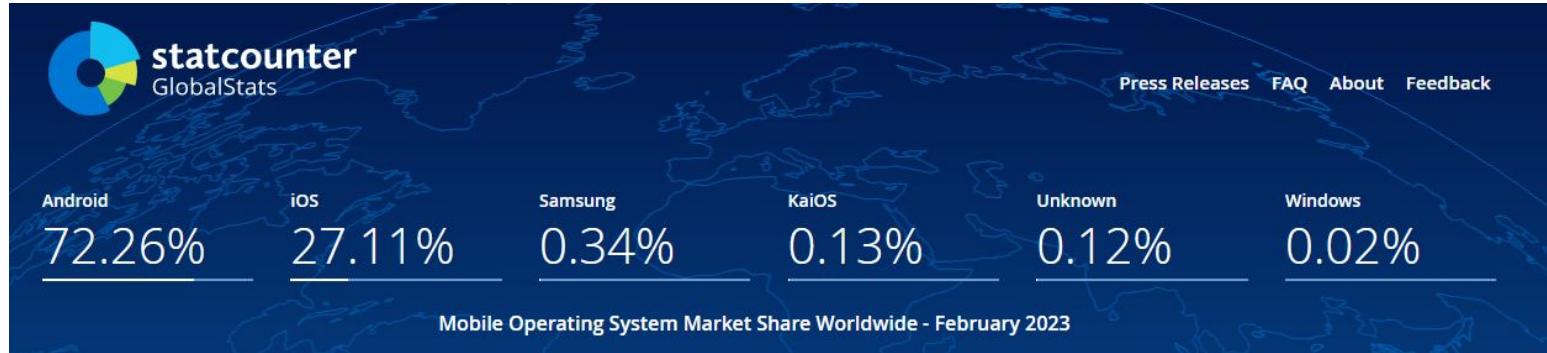 statcounter
GlobalStats
Press Releases FAQ About Feedback
Android iOS Samsung KaiOS Unknown Windows
72.26% 27.11% 0.34% 0.13% 0.12% 0.02%
Mobile Operating System Market Share Worldwide - February 2023